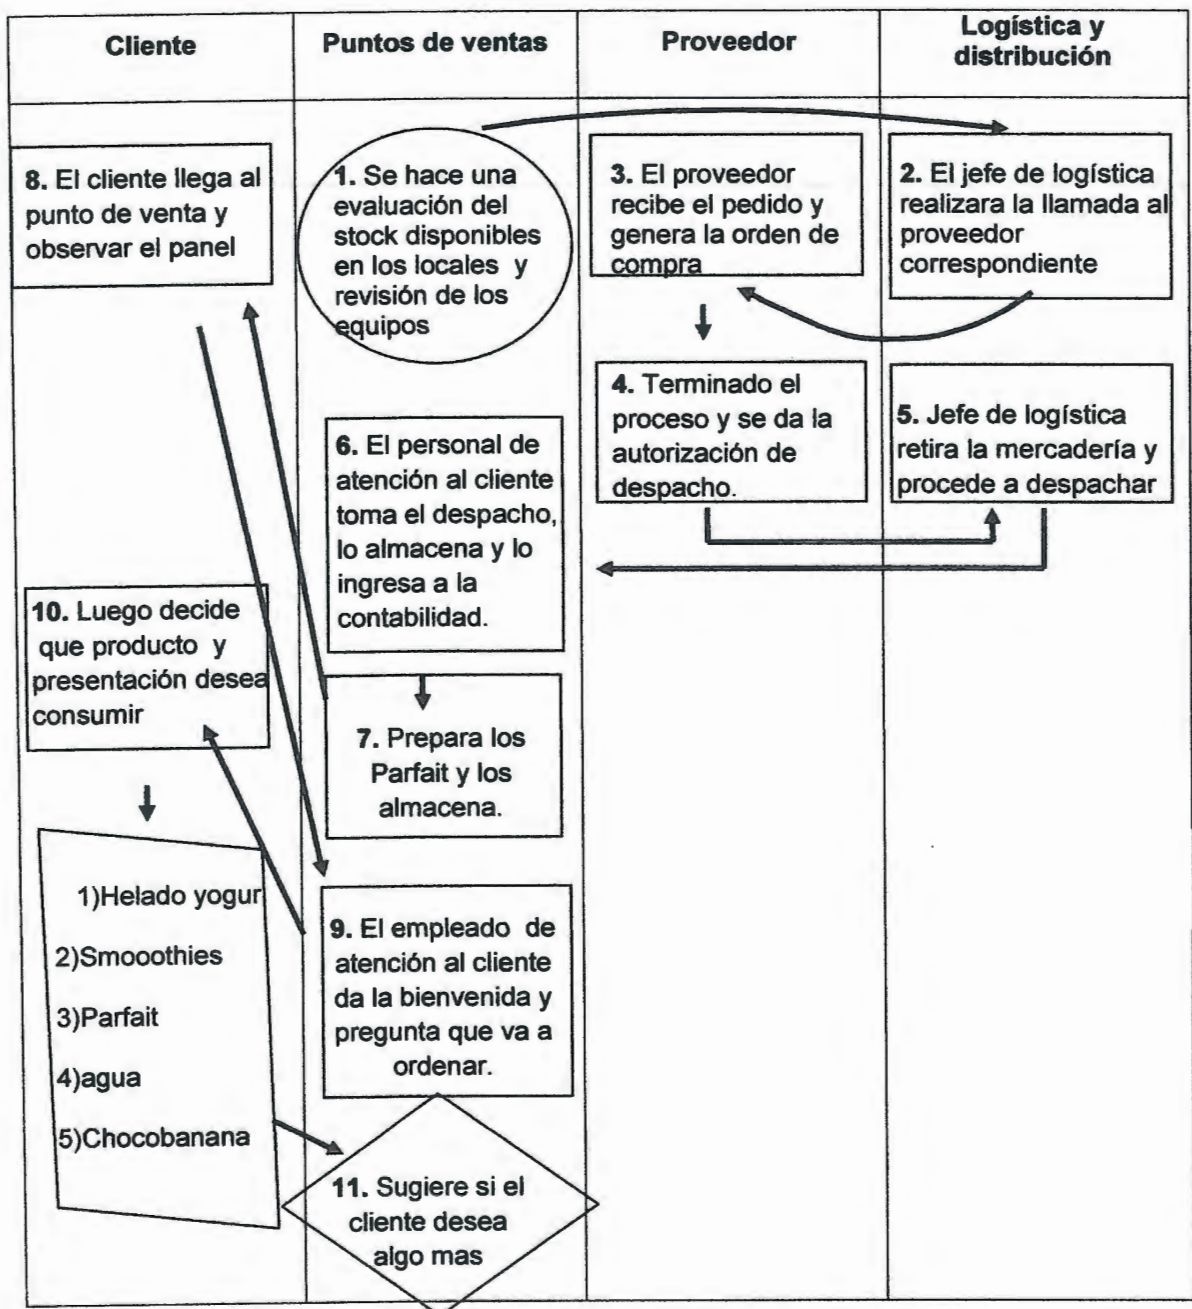 Cliente
Puntos de ventas
Proveedor
Logística y
distribución
8. El cliente llega al
punto de venta y
observar el panel
1. Se hace una
evaluación del
stock disponibles
en los locales y
revisión de los
equipos
3. El proveedor
recibe el pedido y
genera la orden de
compra
2. El jefe de logística
realizara la llamada al
proveedor
correspondiente
4. Terminado el
proceso y se da la
autorización de
despacho.
5. Jefe de logística
retira la mercadería y
procede a despachar
6. El personal de
atención al cliente
toma el despacho,
lo almacena y lo
ingresa a la
contabilidad.
10. Luego decide
que producto y
presentación desea
consumir
7. Prepara los
Parfait y los
almacena.
1)Helado yogur
2)Smooothies
3)Parfait
4)agua
5)Chocobanana
9. El empleado de
atención al cliente
da la bienvenida y
pregunta que va a
ordenar.
11. Sugiere si el
cliente desea
algo mas